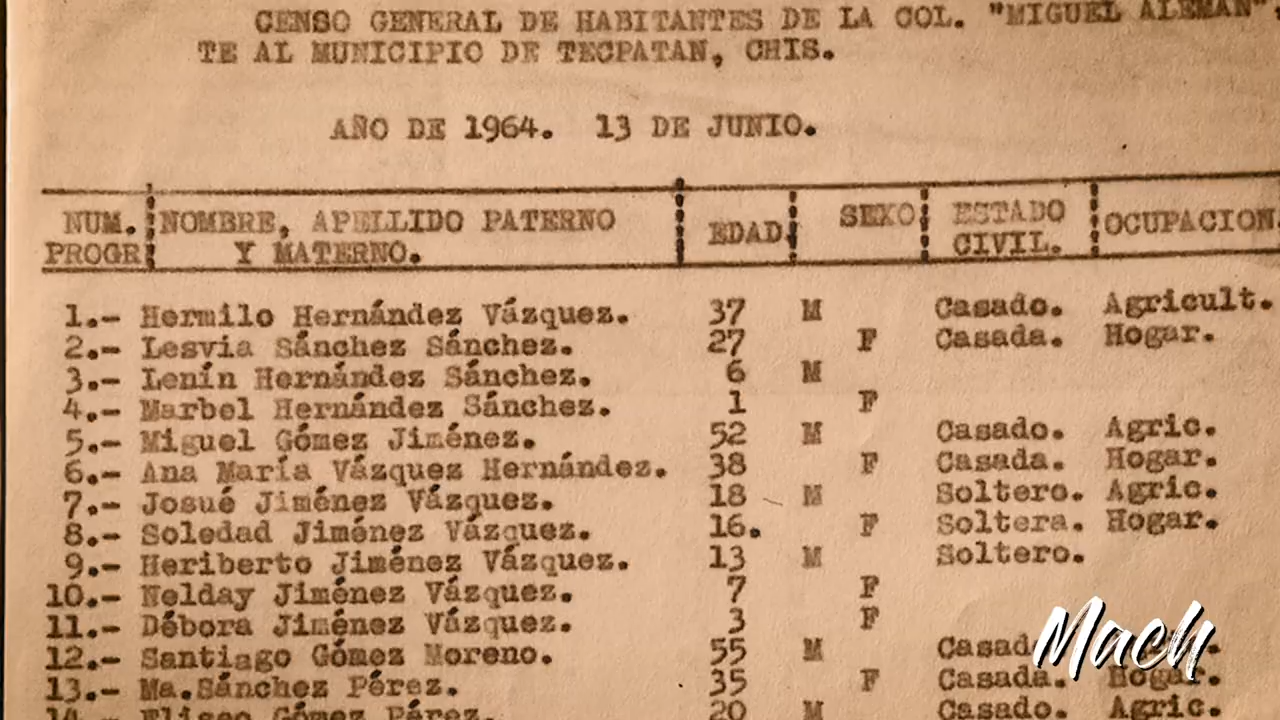 CENSO GENERAL DE HABITANTES DE LA COL. "MIGUEL ALEMAN"
TE AL MUNICIPIO DE TECPATAN, CHIS.
AÑO DE 1964. 13 DE JUNIO.
NUM. PROGR NOMBRE, APELLIDO PATERNO Y MATERNO. EDAD SEXO ESTADO CIVIL. OCUPACION
1.- Hermilo Hernández Vázquez. 37 M Casado. Agricult.
2.- Lesvia Sánchez Sánchez. 27 F Casada. Hogar.
3.- Lenín Hernández Sánchez. 6 M
4.- Marbel Hernández Sánchez. 1 F
5.- Miguel Gómez Jiménez. 52 M Casado. Agric.
6.- Ana María Vázquez Hernández. 38 F Casada. Hogar.
7.- Josué Jiménez Vázquez. 18 M Soltero. Agric.
8.- Soledad Jiménez Vázquez. 16. F Soltera. Hogar.
9.- Heriberto Jiménez Vázquez. 13 M Soltero.
10.- Nelday Jiménez Vázquez. 7 F
11.- Débora Jiménez Vázquez. 3 F
12.- Santiago Gómez Moreno. 55 M Casad
13.- Ma.Sánchez Pérez. 35 F Casada. Hogar.
14.- Eliseo Gómez Pérez. 20 M Casado. Agric.
Mach